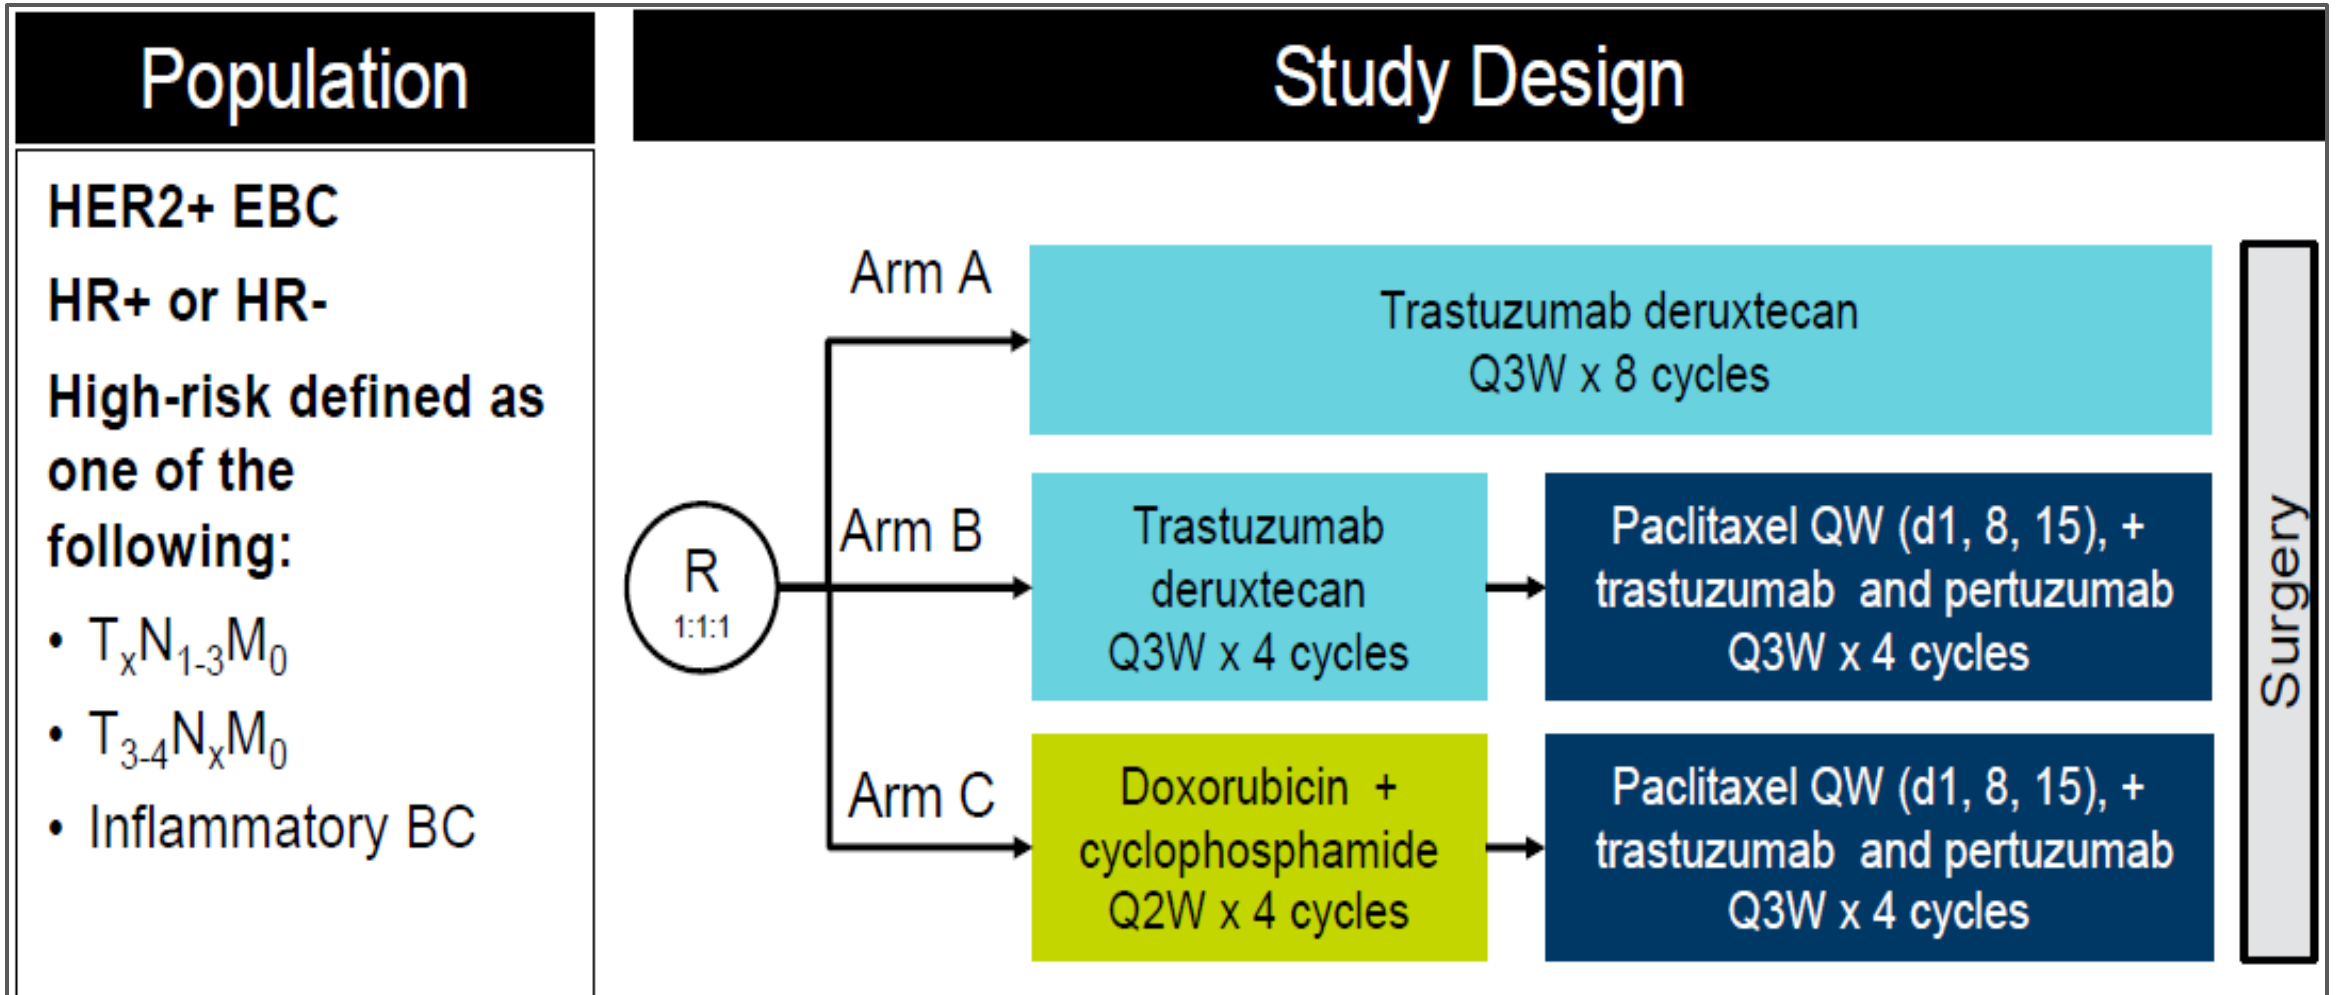 Population
HER2+ EBC
HR+ or HR-
High-risk defined as
one of the
following:
• TxN1-3M0
• T3-4NxM0
• Inflammatory BC
Study Design
R
1:1:1
Arm A
Trastuzumab deruxtecan
Q3W x 8 cycles
Arm B
Trastuzumab
deruxtecan
Q3W x 4 cycles
Paclitaxel QW (d1, 8, 15), +
trastuzumab and pertuzumab
Q3W x 4 cycles
Arm C
Doxorubicin +
cyclophosphamide
Q2W x 4 cycles
Paclitaxel QW (d1, 8, 15), +
trastuzumab and pertuzumab
Q3W x 4 cycles
Surgery